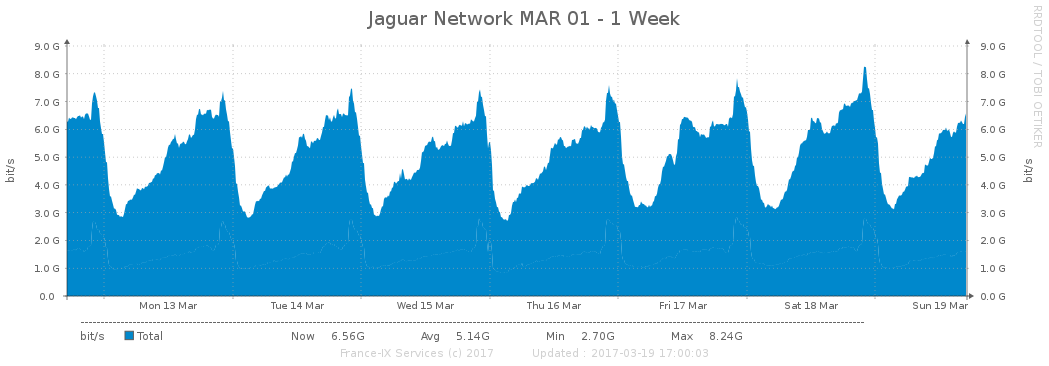 Jaguar Network MAR 01 - 1 Week
RRDTOOL / TOBI OETIKER
bit/s
bit/s
9.0 G 9.0 G
8.0 G 8.0 G
7.0 G 7.0 G
6.0 G 6.0 G
5.0 G 5.0 G
4.0 G 4.0 G
3.0 G 3.0 G
2.0 G 2.0 G
1.0 G 1.0 G
0.0 0.0 G
Mon 13 Mar Tue 14 Mar Wed 15 Mar Thu 16 Mar Fri 17 Mar Sat 18 Mar Sun 19 Mar
bit/s Total Now 6.56G Avg 5.14G Min 2.70G Max 8.24G
France-IX Services (c) 2017 Updated : 2017-03-19 17:00:03